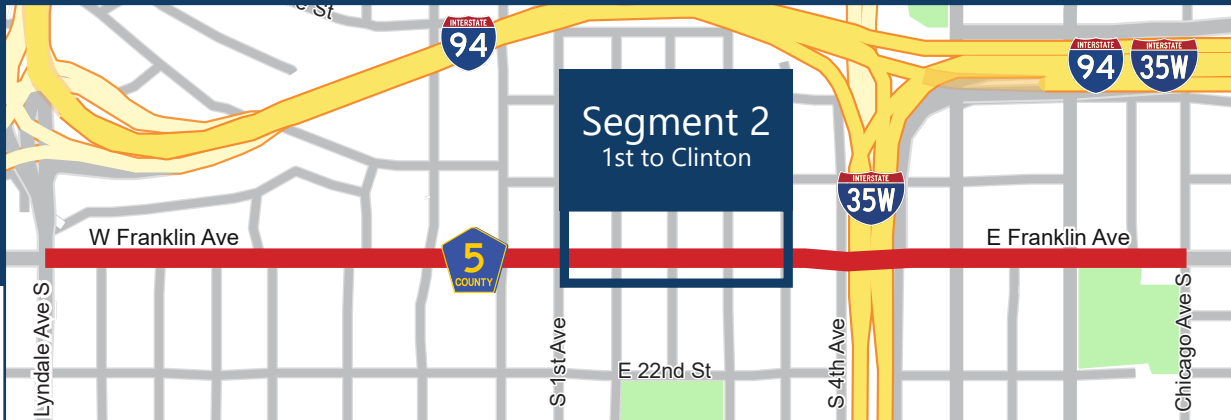 St
INTERSTATE
94
INTERSTATE
94
INTERSTATE
35W
Segment 2
1st to Clinton
INTERSTATE
35W
W Franklin Ave
E Franklin Ave
5
COUNTY
Lyndale Ave S
S 1st Ave
E 22nd St
S 4th Ave
Chicago Ave S